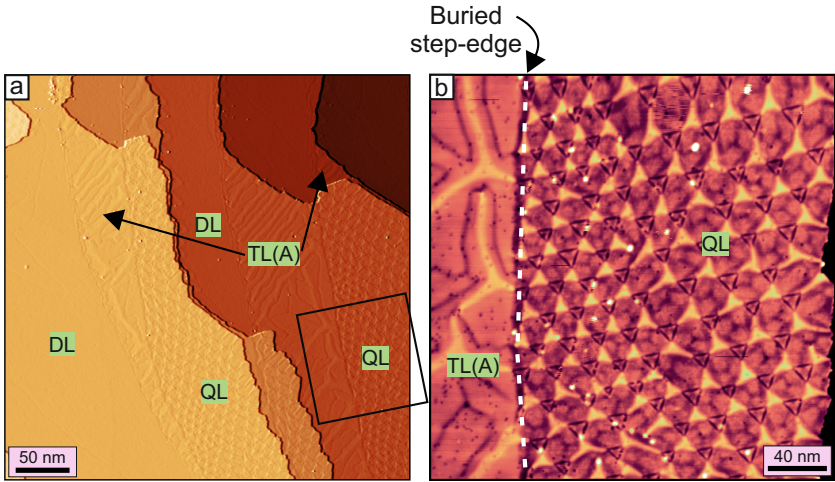 Buried
step-edge
a
b
DL
TL(A)
QL
DL
TL(A)
QL
QL
50 nm
40 nm